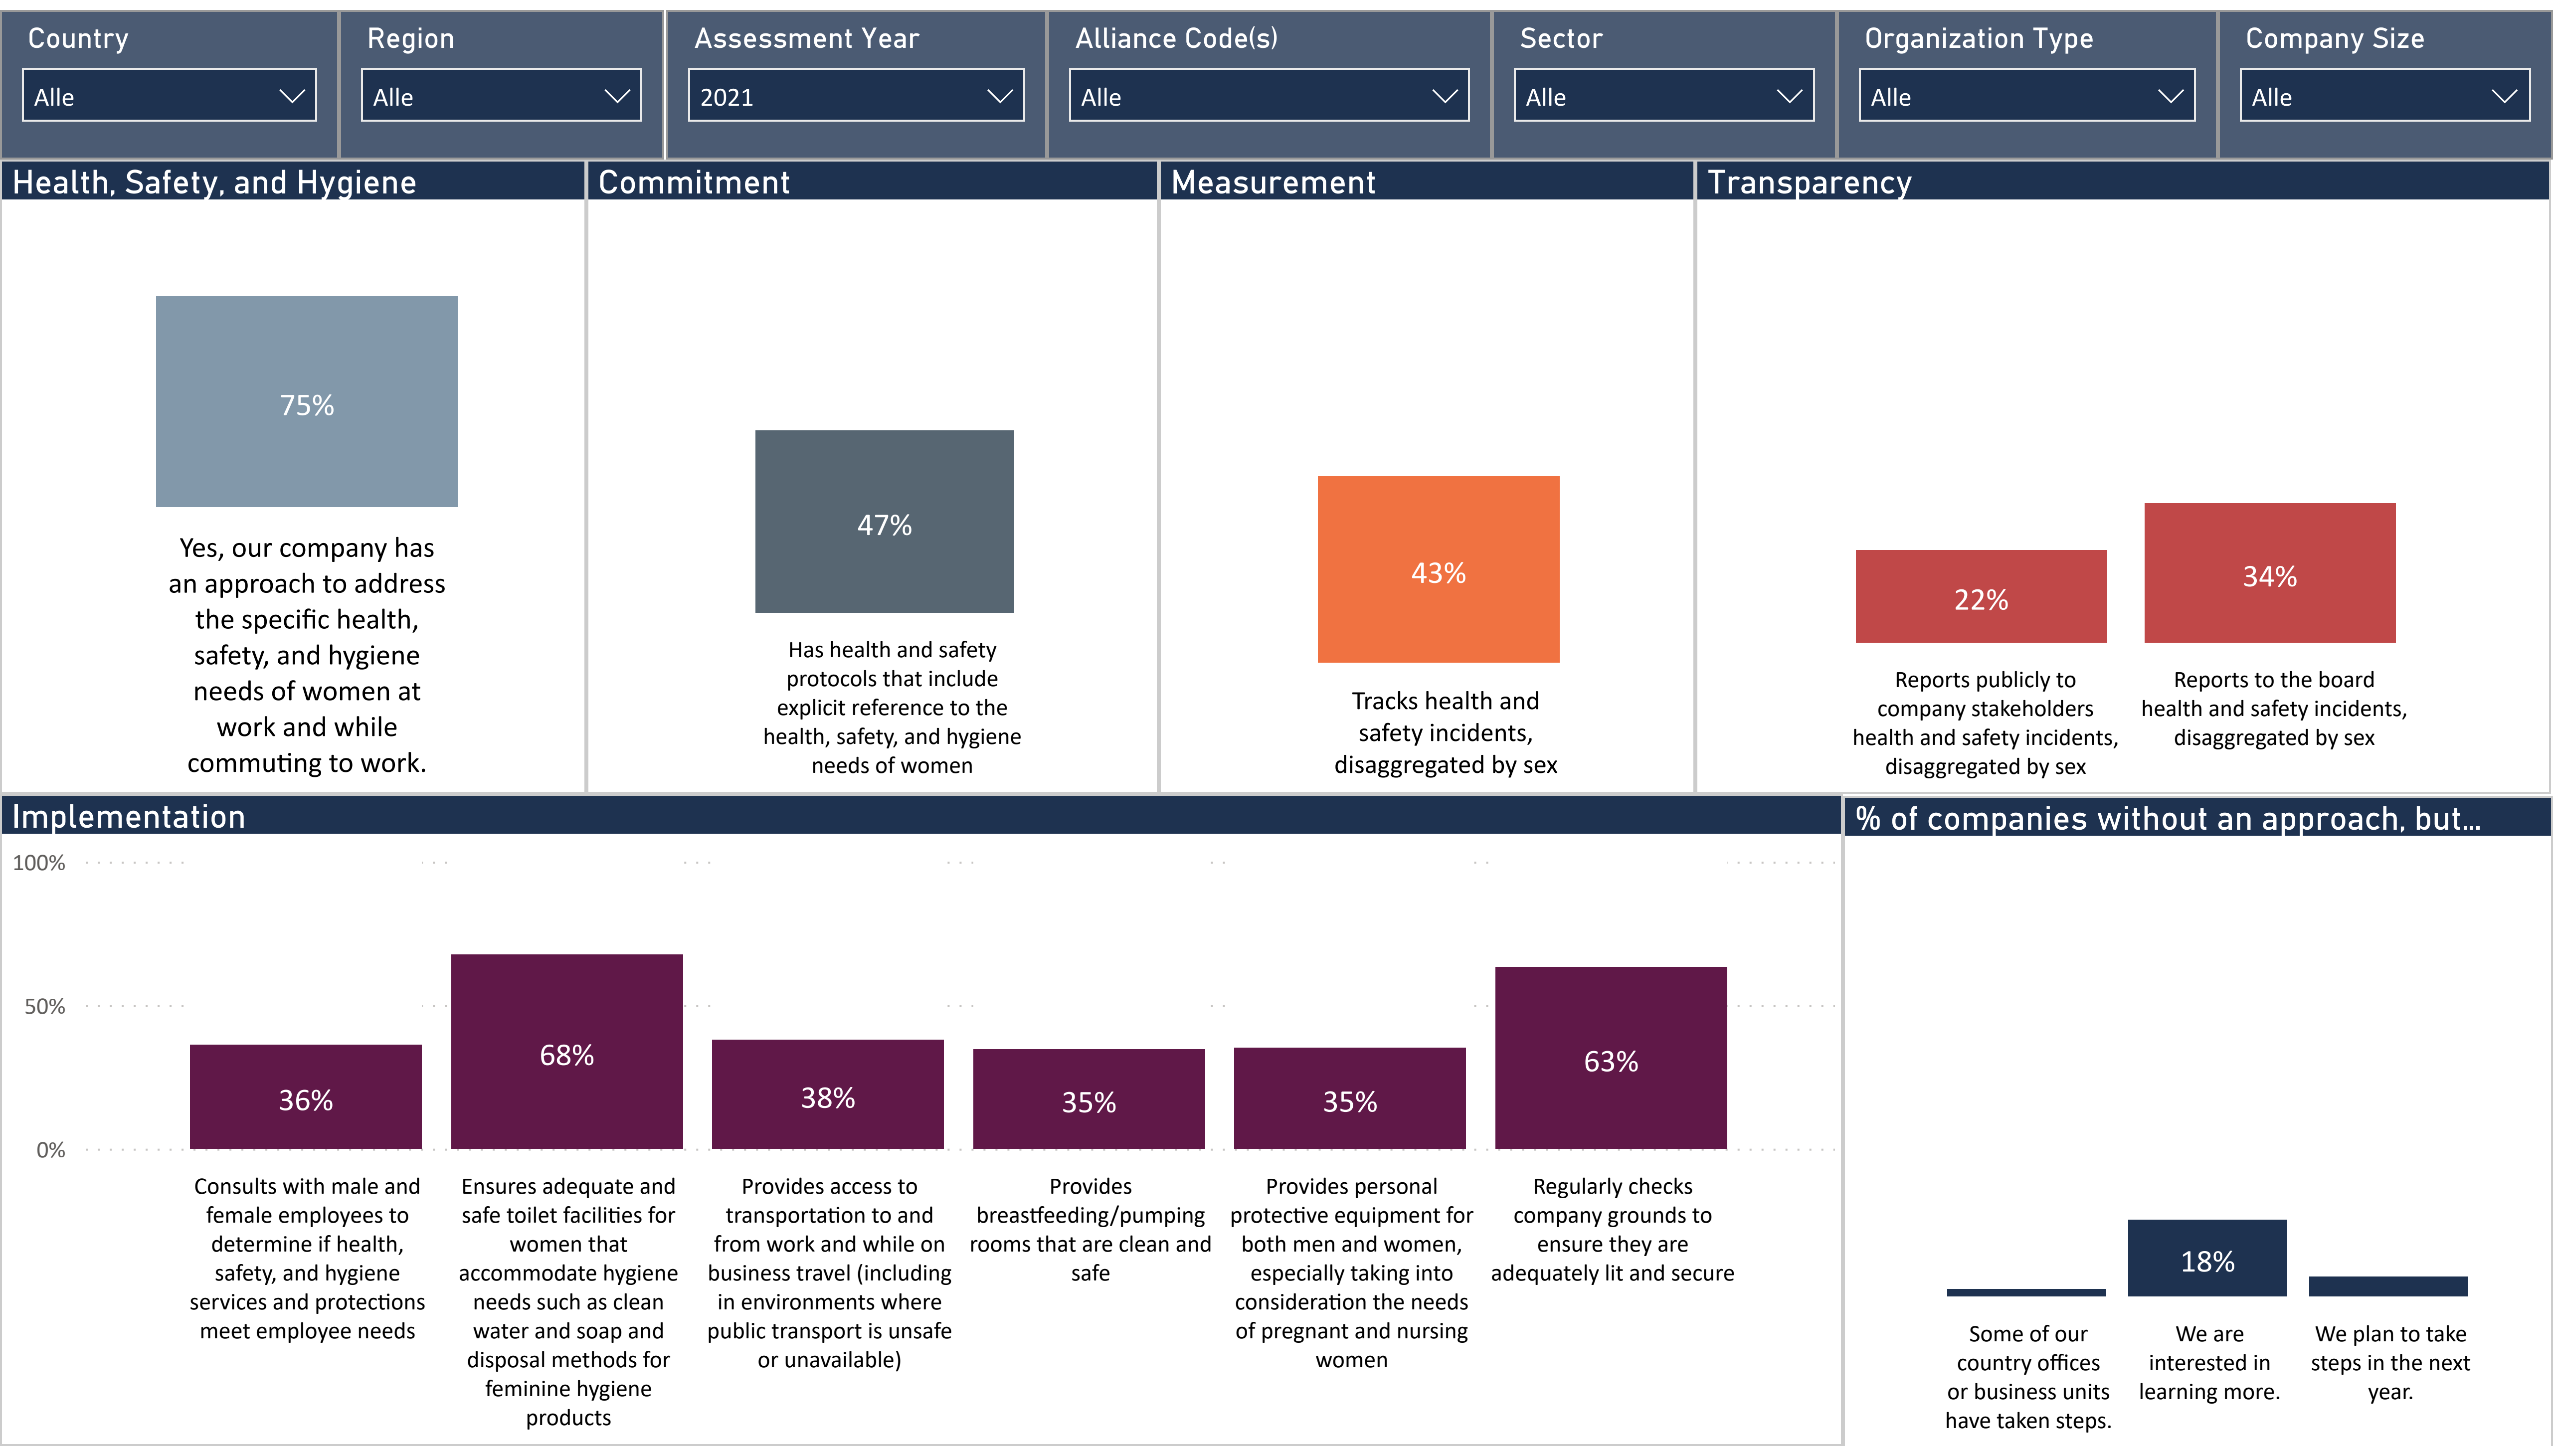 Country
Region
Assessment Year
Alliance Code(s)
Sector
Organization Type
Company Size
Alle
Alle
2021
Alle
Alle
Alle
Alle
Health, Safety, and Hygiene
75%
Yes, our company has
an approach to address
the specific health,
safety, and hygiene
needs of women at
work and while
commuting to work.
Commitment
47%
Has health and safety
protocols that include
explicit reference to the
health, safety, and hygiene
needs of women
Measurement
43%
Tracks health and
safety incidents,
disaggregated by sex
Transparency
22%
Reports publicly to
company stakeholders
health and safety incidents,
disaggregated by sex
34%
Reports to the board
health and safety incidents,
disaggregated by sex
Implementation
100%
50%
0%
36%
Consults with male and
female employees to
determine if health,
safety, and hygiene
services and protections
meet employee needs
68%
Ensures adequate and
safe toilet facilities for
women that
accommodate hygiene
needs such as clean
water and soap and
disposal methods for
feminine hygiene
products
38%
Provides access to
transportation to and
from work and while on
business travel (including
in environments where
public transport is unsafe
or unavailable)
35%
Provides
breastfeeding/pumping
rooms that are clean and
safe
35%
Provides personal
protective equipment for
both men and women,
especially taking into
consideration the needs
of pregnant and nursing
women
63%
Regularly checks
company grounds to
ensure they are
adequately lit and secure
% of companies without an approach, but...
Some of our
country offices
or business units
have taken steps.
18%
We are
interested in
learning more.
We plan to take
steps in the next
year.